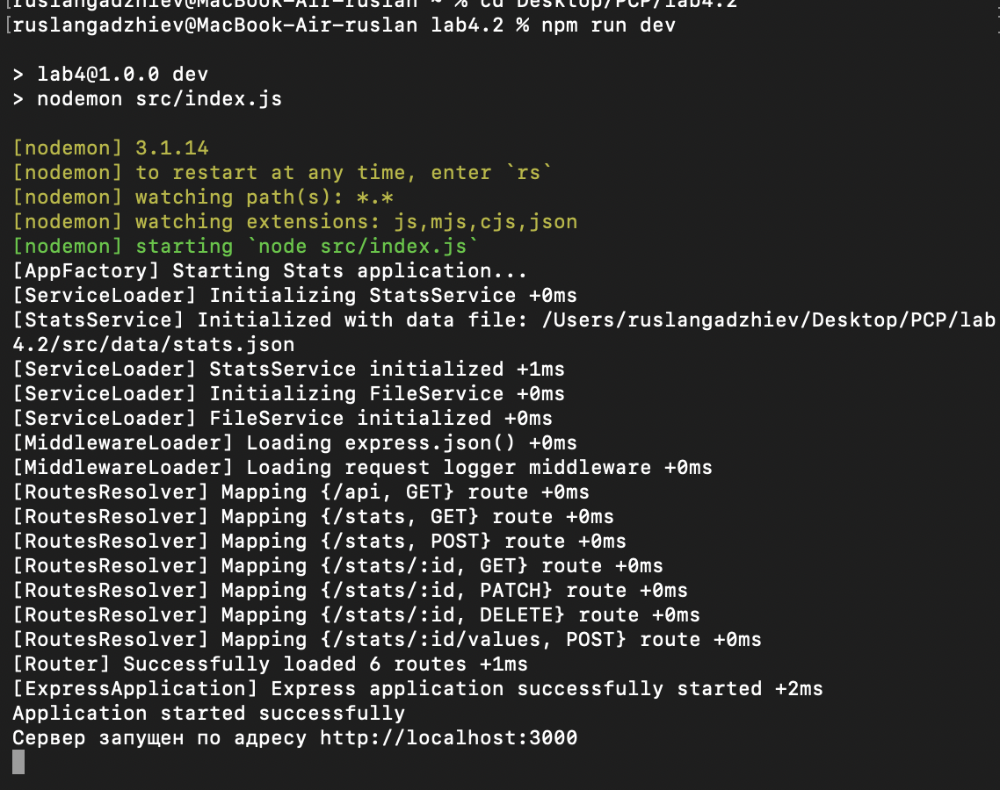 [ruslangadzhiev@MacBook-Air-ruslan ~ % cd Desktop/PCP/lab4.2
[ruslangadzhiev@MacBook-Air-ruslan lab4.2 % npm run dev
> lab4@1.0.0 dev
> nodemon src/index.js
[nodemon] 3.1.14
[nodemon] to restart at any time, enter `rs`
[nodemon] watching path(s): *.*
[nodemon] watching extensions: js,mjs,cjs,json
[nodemon] starting `node src/index.js`
[AppFactory] Starting Stats application...
[ServiceLoader] Initializing StatsService +0ms
[StatsService] Initialized with data file: /Users/ruslangadzhiev/Desktop/PCP/lab
4.2/src/data/stats.json
[ServiceLoader] StatsService initialized +1ms
[ServiceLoader] Initializing FileService +0ms
[ServiceLoader] FileService initialized +0ms
[MiddlewareLoader] Loading express.json() +0ms
[MiddlewareLoader] Loading request logger middleware +0ms
[RoutesResolver] Mapping {/api, GET} route +0ms
[RoutesResolver] Mapping {/stats, GET} route +0ms
[RoutesResolver] Mapping {/stats, POST} route +0ms
[RoutesResolver] Mapping {/stats/:id, GET} route +0ms
[RoutesResolver] Mapping {/stats/:id, PATCH} route +0ms
[RoutesResolver] Mapping {/stats/:id, DELETE} route +0ms
[RoutesResolver] Mapping {/stats/:id/values, POST} route +0ms
[Router] Successfully loaded 6 routes +1ms
[ExpressApplication] Express application successfully started +2ms
Application started successfully
Сервер запущен по адресу http://localhost:3000